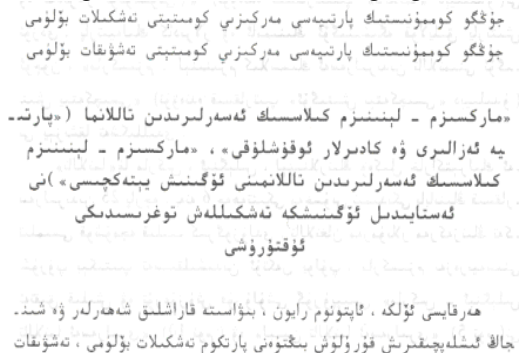 جۇڭگو كوممۇنىستىك پارتىيەسى مەركىزىي كومىتېتى تەشكىلات بۆلۈمى
جۇڭگو كوممۇنىستىك پارتىيەسى مەركىزىي كومىتېتى تەشۋىقات بۆلۈمى
«ماركسىزم - لېنىنىزم كىلاسسىك ئەسەرلىرىدىن تاللانما («پارتى-
يە ئەزالىرى ۋە كادىرلار ئوقۇشلۇقى» ، «ماركسىزم - لېنىنىزم
كىلاسسىك ئەسەرلىرىدىن تاللانمىنى ئۆگىنىش يېتەكچىسى» )نى
ئەستايىدىل ئۆگىنىشكە تەشكىللەش توغرىسىدىكى
ئۇقتۇرۇشى
ھەرقايسى ئۆلكە ، ئاپتونوم رايون ، بىۋاسىتە قاراشلىق شەھەرلەر ۋە شىن-
جاڭ ئىشلەپچىقىرىش قۇرۇلۇش بىڭتۇەنى پارتكوم تەشكىلات بۆلۈمى ، تەشۋىقات